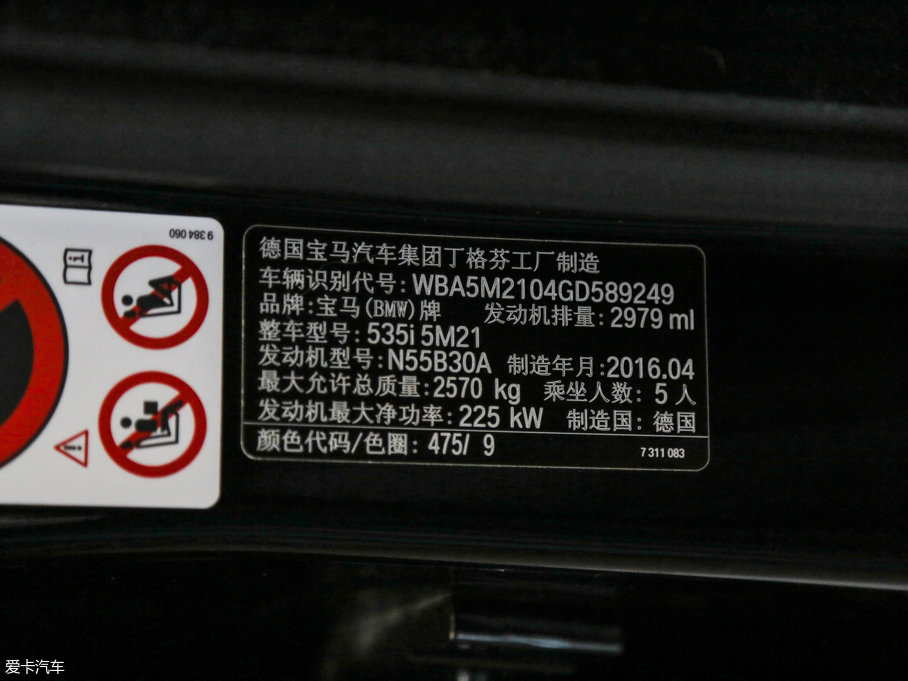 9 384 060
德国宝马汽车集团丁格芬工厂制造
车辆识别代号: WBA5M2104GD589249
品牌:宝马(BMW)牌 发动机排量: 2979 ml
整车型号: 535i 5M21
发动机型号: N55B30A 制造年月:2016.04
最大允许总质量:2570 kg 乘坐人数: 5人
发动机最大净功率: 225 kW 制造国: 德国
颜色代码/色圈: 475/ 9
7 311 083
爱卡汽车